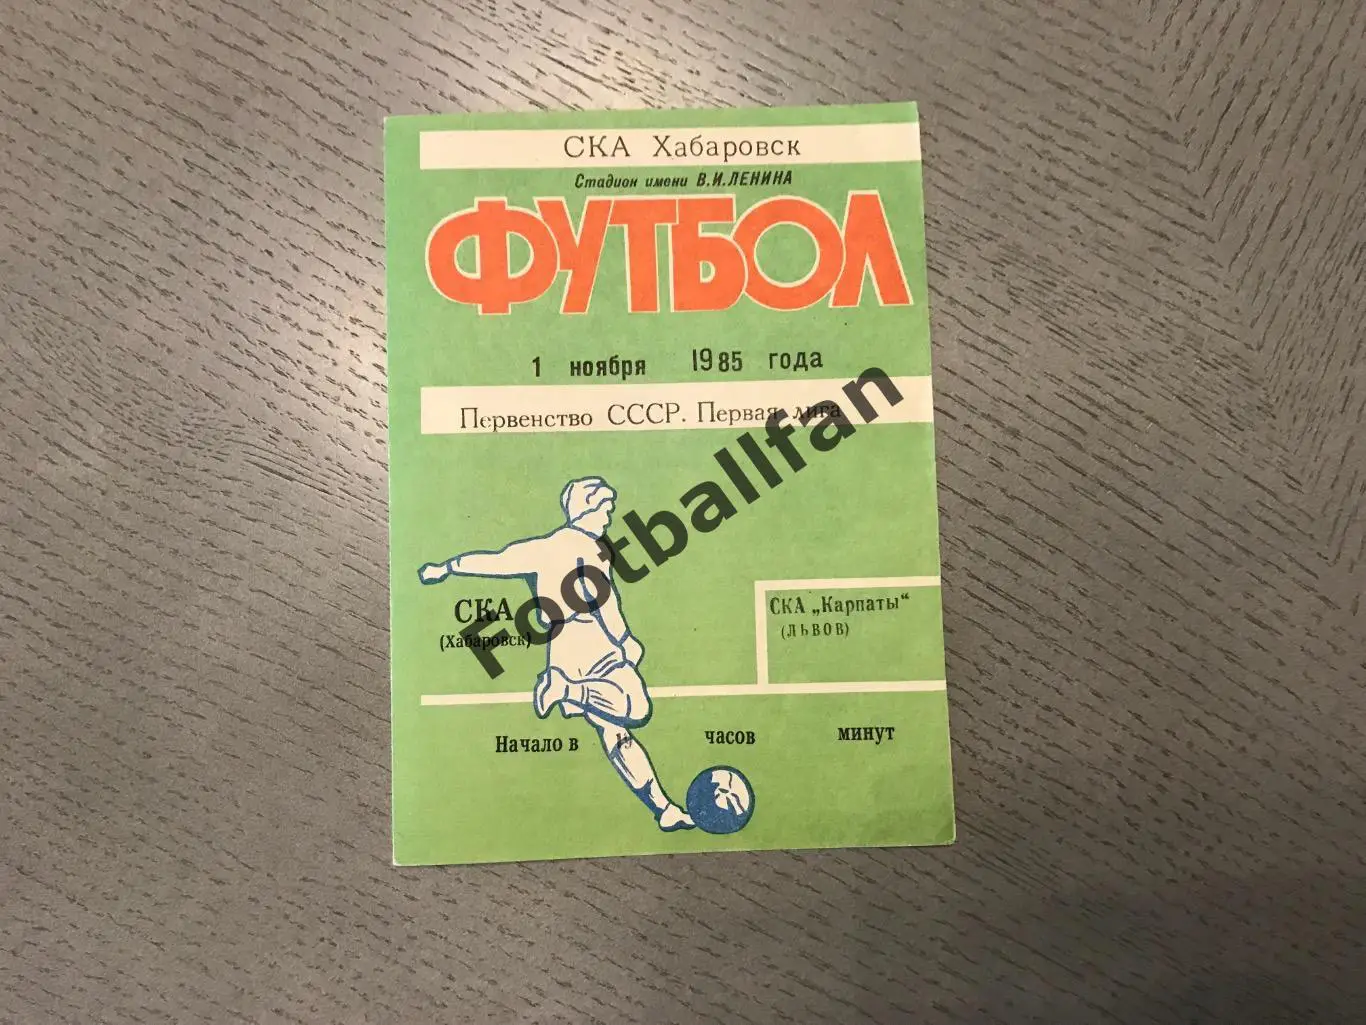 СКА Хабаровск
Стадион имени В.И.ЛЕНИНА
ФУТБОЛ
1 ноября 1985 года
Первенство СССР. Первая лига
Footballfan
СКА
(Хабаровск)
СКА „Карпаты"
(ЛЬВОВ)
Начало в 19 часов минут